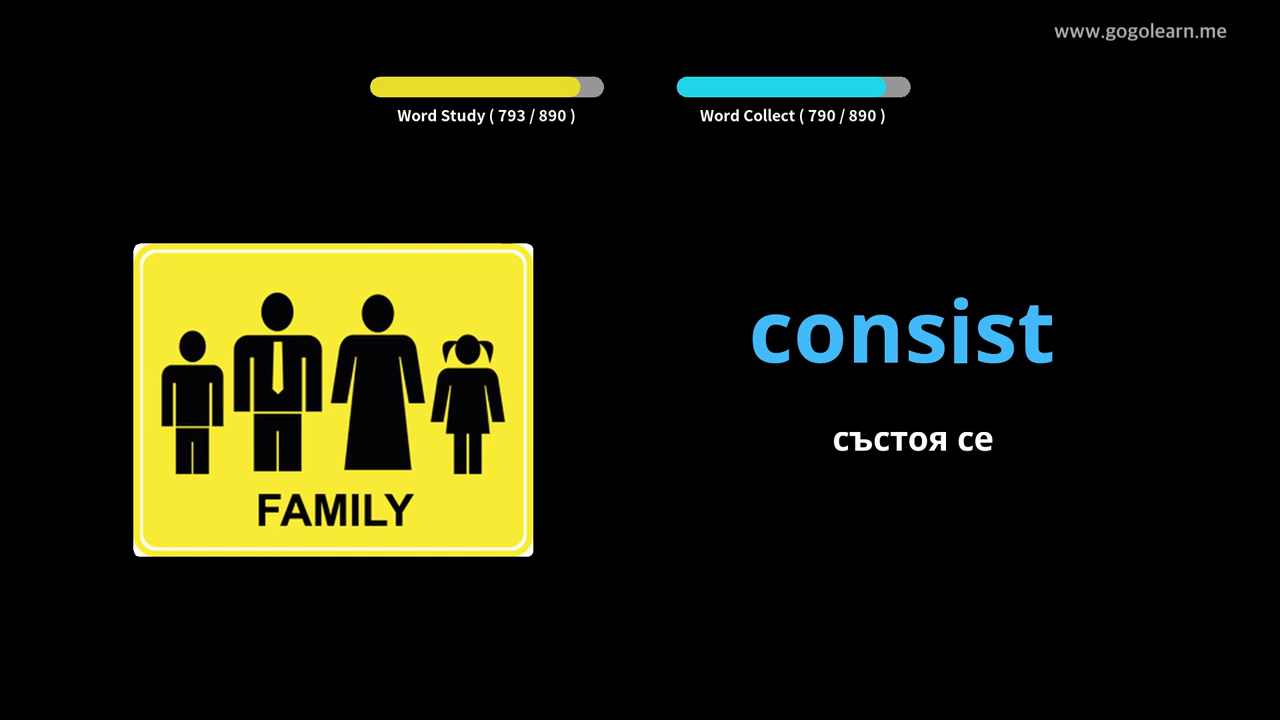 www.gogolearn.me
Word Study ( 793 / 890 )
Word Collect ( 790 / 890 )
consist
състоя се
FAMILY